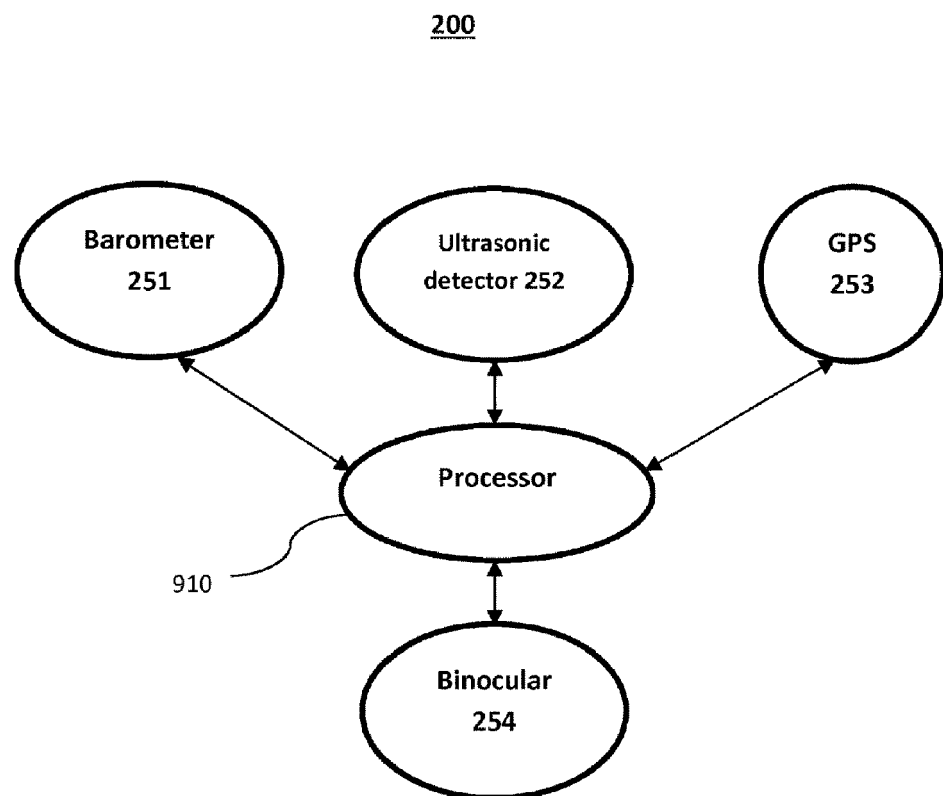 200
Barometer
251
Ultrasonic
detector 252
GPS
253
Processor
910
Binocular
254